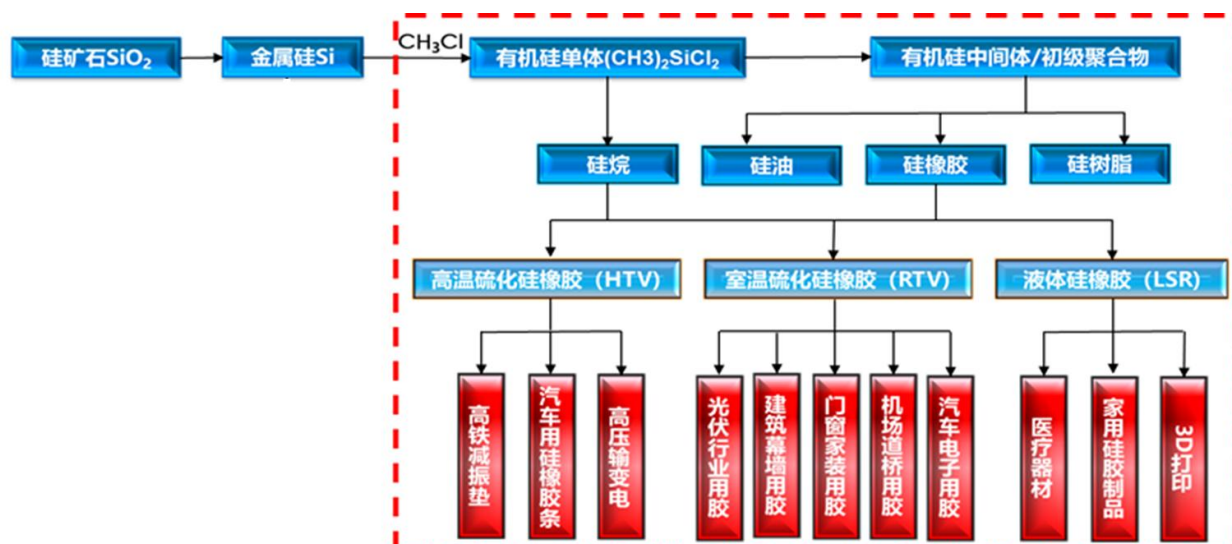 硅矿石SiO₂
金属硅Si
CH₃Cl
有机硅单体(CH3)₂SiCl₂
有机硅中间体/初级聚合物
硅烷
硅油
硅橡胶
硅树脂
高温硫化硅橡胶（HTV）
室温硫化硅橡胶（RTV）
液体硅橡胶（LSR）
高铁减振垫
汽车用硅橡胶条
高压输变电
光伏行业用胶
建筑幕墙用胶
门窗家装用胶
机场道桥用胶
汽车电子用胶
医疗器材
家用硅胶制品
3D打印